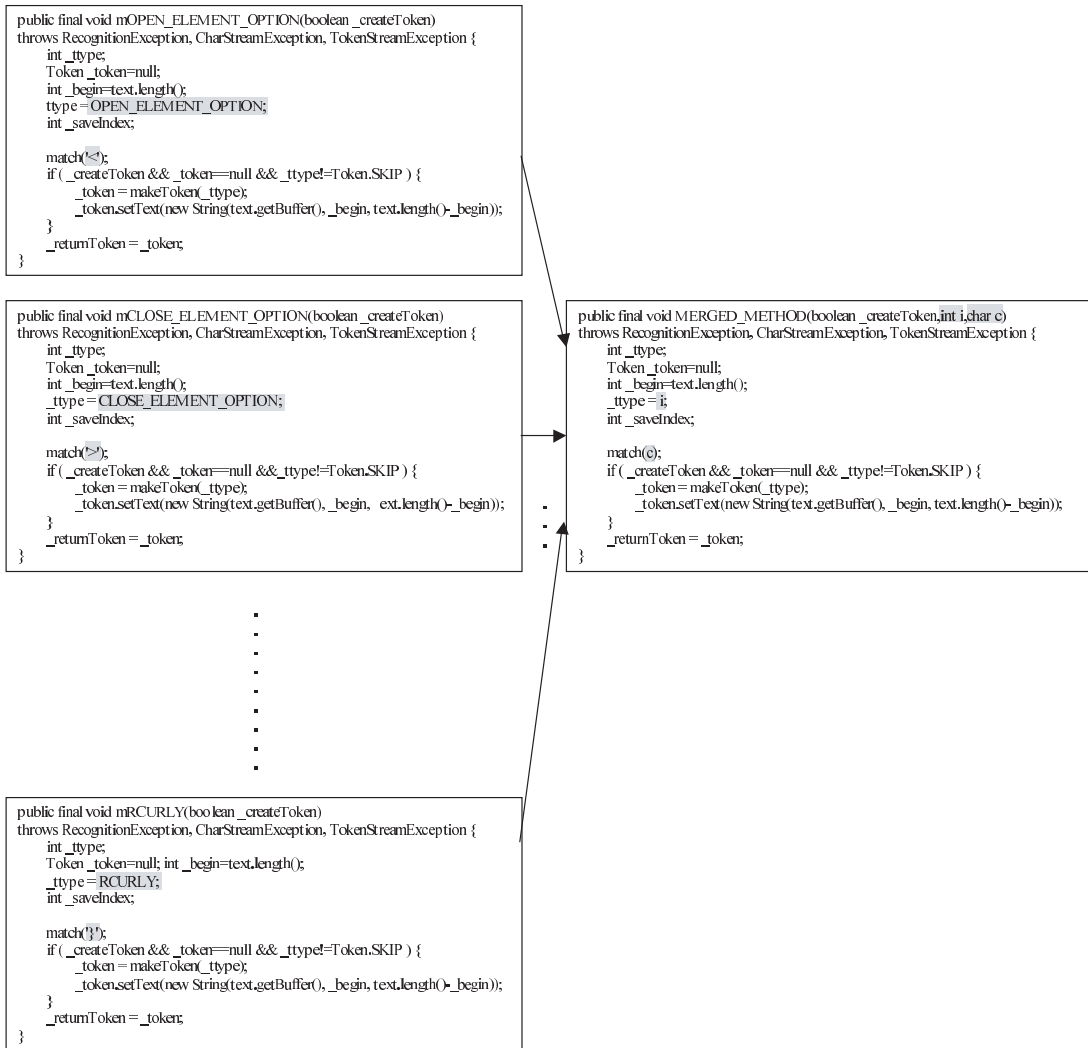 public final void mOPEN_ELEMENT_OPTION(boolean _createToken)
throws RecognitionException, CharStreamException, TokenStreamException {
int _ttype;
Token _token=null;
int _begin=text.length();
ttype = OPEN_ELEMENT_OPTION;
int _saveIndex;
match('<');
if ( _createToken && _token==null && _ttype!=Token.SKIP ) {
_token = makeToken(_ttype);
_token.setText(new String(text.getBuffer(), _begin, text.length()-_begin));
}
_returnToken = _token;
}
public final void mCLOSE_ELEMENT_OPTION(boolean _createToken)
throws RecognitionException, CharStreamException, TokenStreamException {
int _ttype;
Token _token=null;
int _begin=text.length();
_ttype = CLOSE_ELEMENT_OPTION;
int _saveIndex;
match('>');
if ( _createToken && _token==null &&_ttype!=Token.SKIP ) {
_token = makeToken(_ttype);
_token.setText(new String(text.getBuffer(), _begin, ext.length()-_begin));
}
_returnToken = _token;
}
public final void MERGED_METHOD(boolean _createToken,int i,char c)
throws RecognitionException, CharStreamException, TokenStreamException {
int _ttype;
Token _token=null;
int _begin=text.length();
_ttype = i;
int _saveIndex;
match(c);
if ( _createToken && _token==null && _ttype!=Token.SKIP ) {
_token = makeToken(_ttype);
_token.setText(new String(text.getBuffer(), _begin, text.length()-_begin));
}
_returnToken = _token;
}
public final void mRCURLY(boolean _createToken)
throws RecognitionException, CharStreamException, TokenStreamException {
int _ttype;
Token _token=null; int _begin=text.length();
_ttype = RCURLY;
int _saveIndex;
match('}');
if ( _createToken && _token==null && _ttype!=Token.SKIP ) {
_token = makeToken(_ttype);
_token.setText(new String(text.getBuffer(), _begin, text.length()-_begin));
}
_returnToken = _token;
}